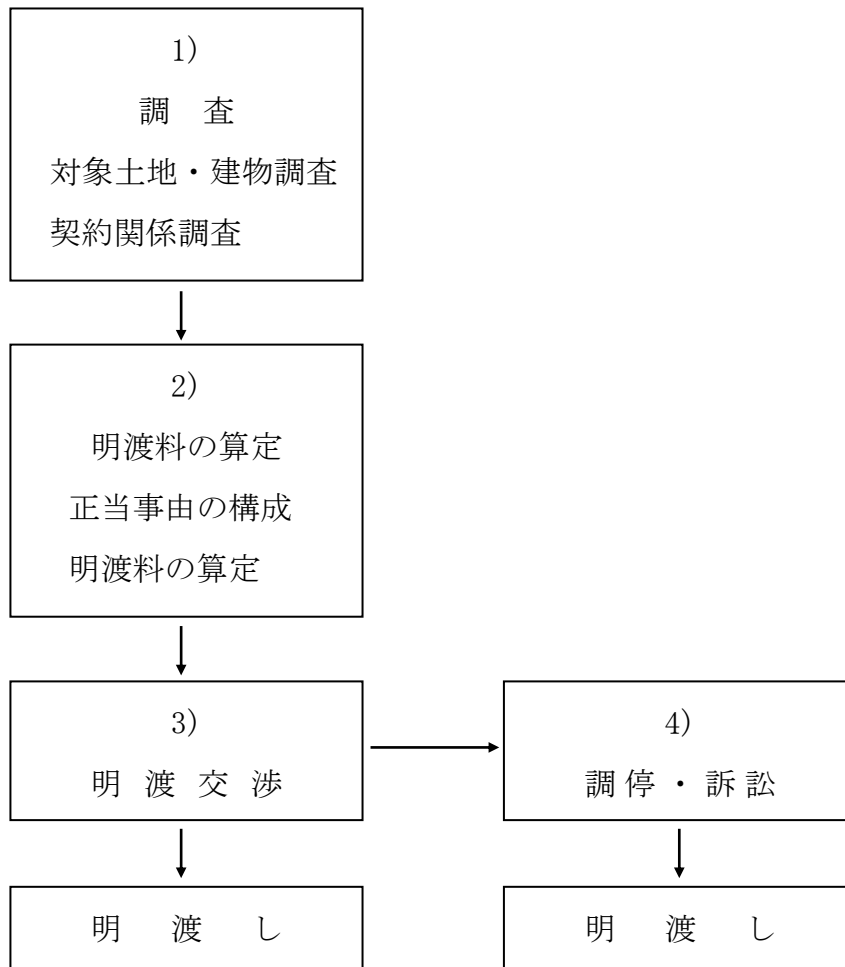 1)
調　査
対象土地・建物調査
契約関係調査
2)
明渡料の算定
正当事由の構成
明渡料の算定
3)
明 渡 交 渉
4)
調 停 ・ 訴 訟
明　渡　し
明　渡　し